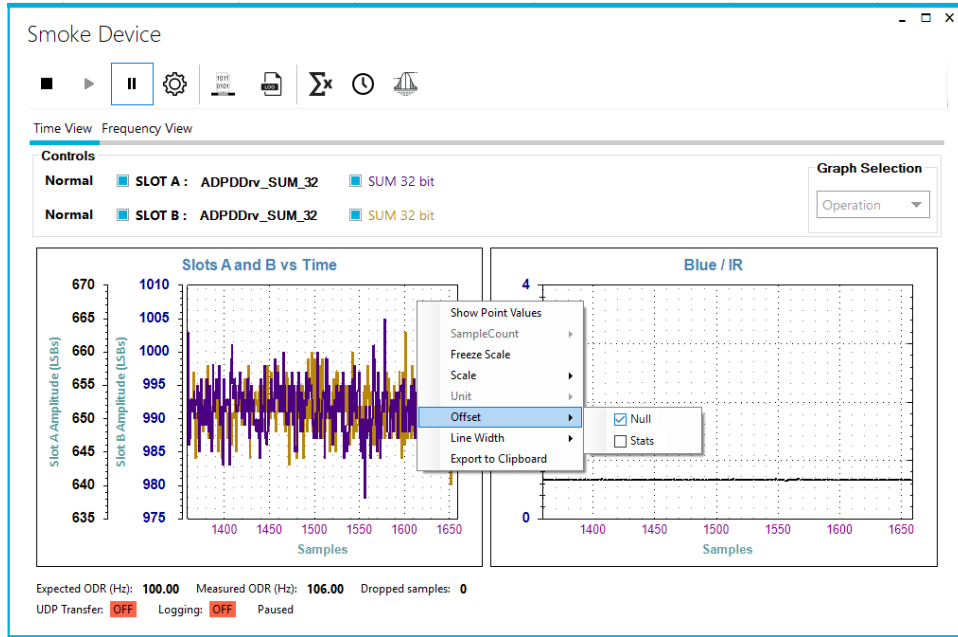 Smoke Device
1011
0101
LOG
Σx
Time View Frequency View
Controls
Normal SLOT A : ADPDDrv_SUM_32 SUM 32 bit
Normal SLOT B : ADPDDrv_SUM_32 SUM 32 bit
Graph Selection
Operation
Slots A and B vs Time
Slot A Amplitude (LSBs)
670
665
660
655
650
645
640
635
Slot B Amplitude (LSBs)
1010
1005
1000
995
990
985
980
975
1400 1450 1500 1550 1600 1650
Samples
Show Point Values
SampleCount
Freeze Scale
Scale
Unit
Offset
Line Width
Export to Clipboard
Null
Stats
Blue / IR
4
0
1400 1450 1500 1550 1600 1650
Samples
Expected ODR (Hz): 100.00 Measured ODR (Hz): 106.00 Dropped samples: 0
UDP Transfer: OFF Logging: OFF Paused